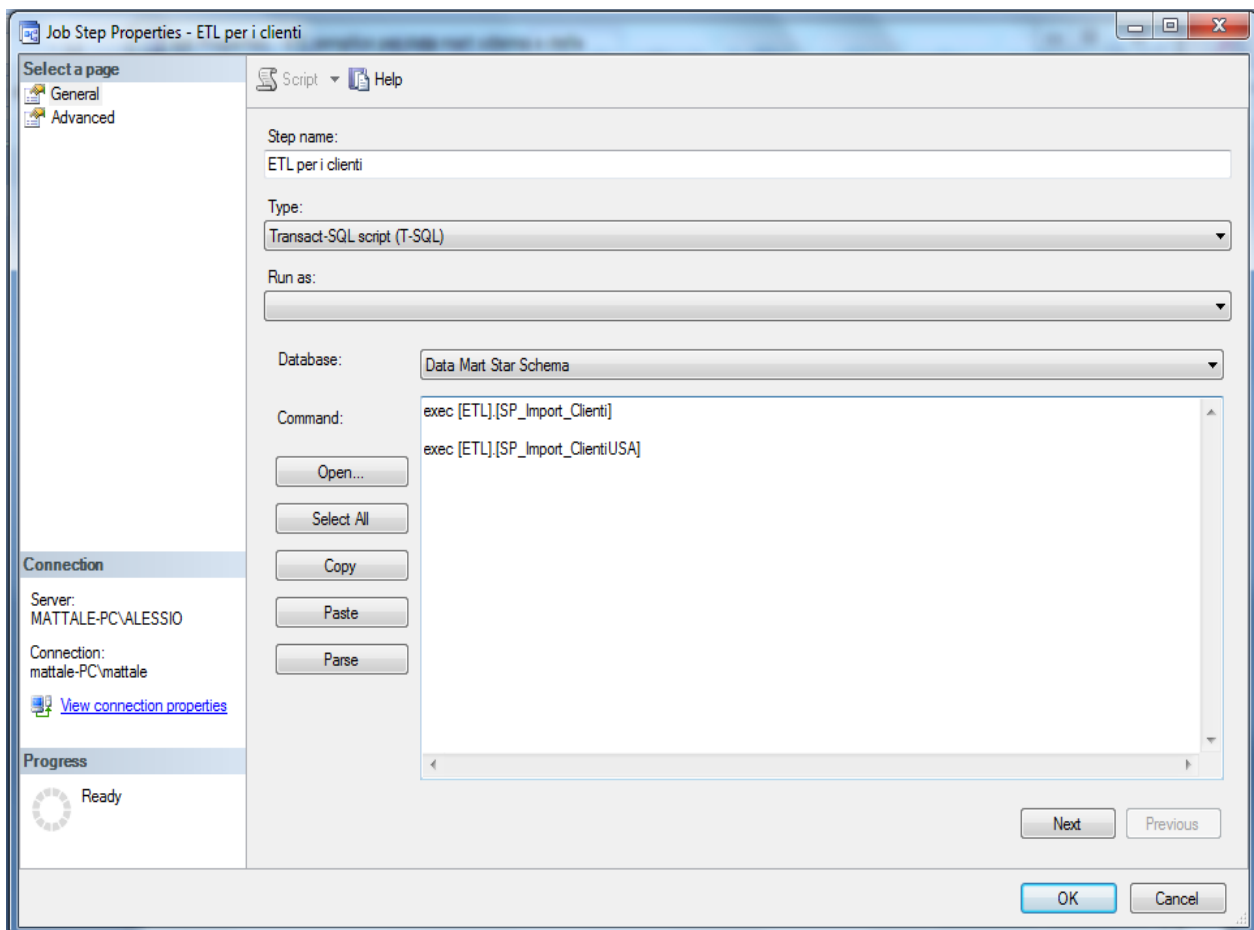 Job Step Properties - ETL per i clienti
Select a page
General
Advanced
Script
Help
Step name:
ETL per i clienti
Type:
Transact-SQL script (T-SQL)
Run as:
Database:
Data Mart Star Schema
Command:
exec [ETL].[SP_Import_Clienti]
exec [ETL].[SP_Import_ClientiUSA]
Open...
Select All
Copy
Paste
Parse
Connection
Server:
MATTALE-PC\ALESSIO
Connection:
mattale-PC\mattale
View connection properties
Progress
Ready
Next
Previous
OK
Cancel